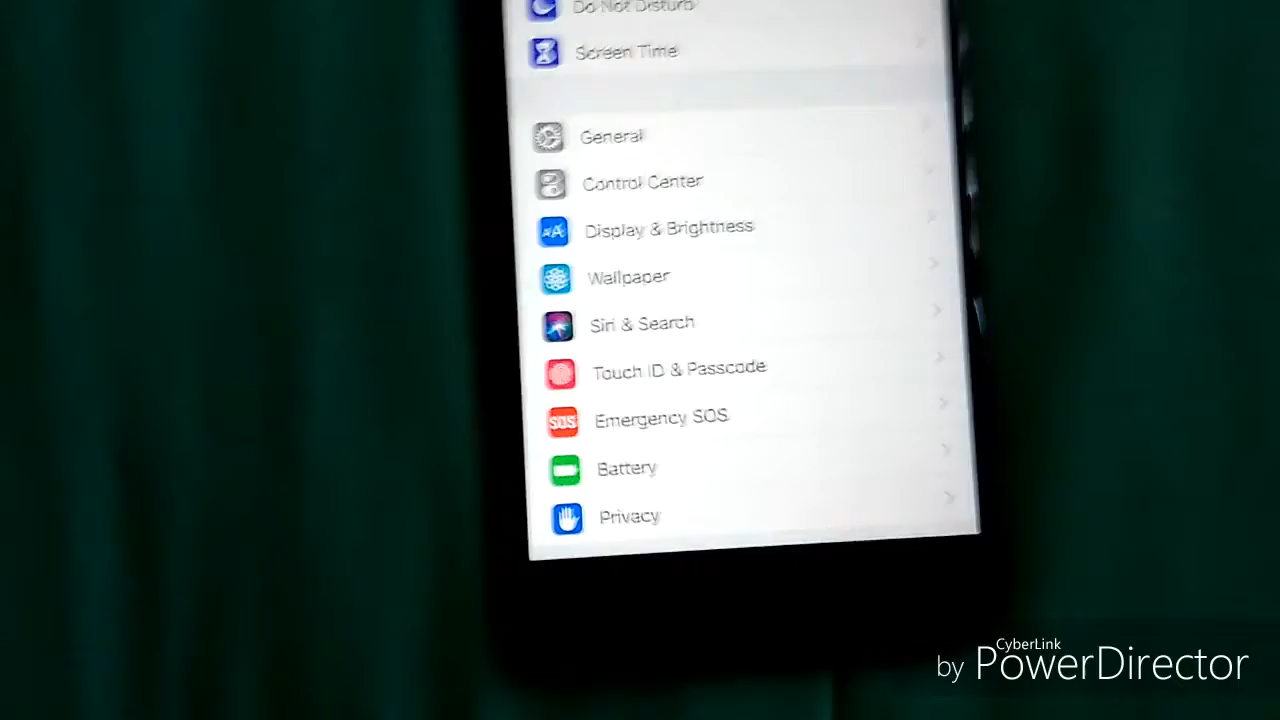 Do Not Disturb
Screen Time
General
Control Center
Display & Brightness
AA
Wallpaper
Siri & Search
Touch ID & Passcode
Emergency SOS
SOS
Battery
Privacy
CyberLink
by PowerDirector